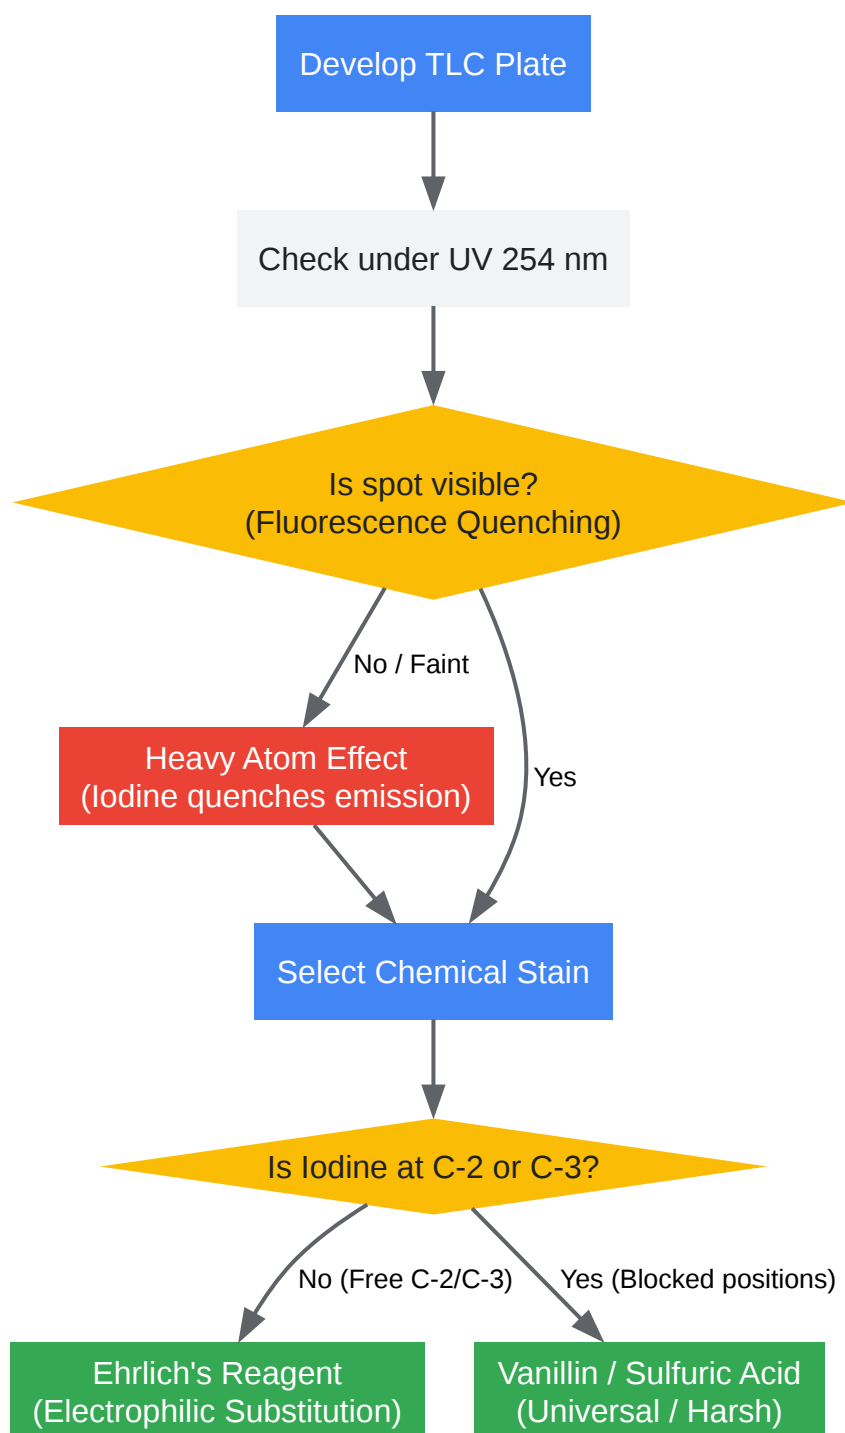 Develop TLC Plate
Check under UV 254 nm
Is spot visible?
(Fluorescence Quenching)
No / Faint
Heavy Atom Effect
(Iodine quenches emission)
Yes
Select Chemical Stain
Is Iodine at C-2 or C-3?
No (Free C-2/C-3)
Yes (Blocked positions)
Ehrlich's Reagent
(Electrophilic Substitution)
Vanillin / Sulfuric Acid
(Universal / Harsh)